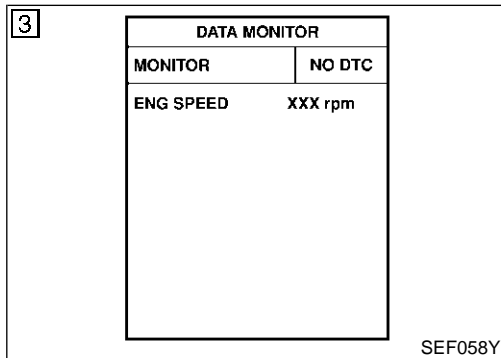 3
DATA MONITOR
MONITOR NO DTC
ENG SPEED XXX rpm
SEF058Y